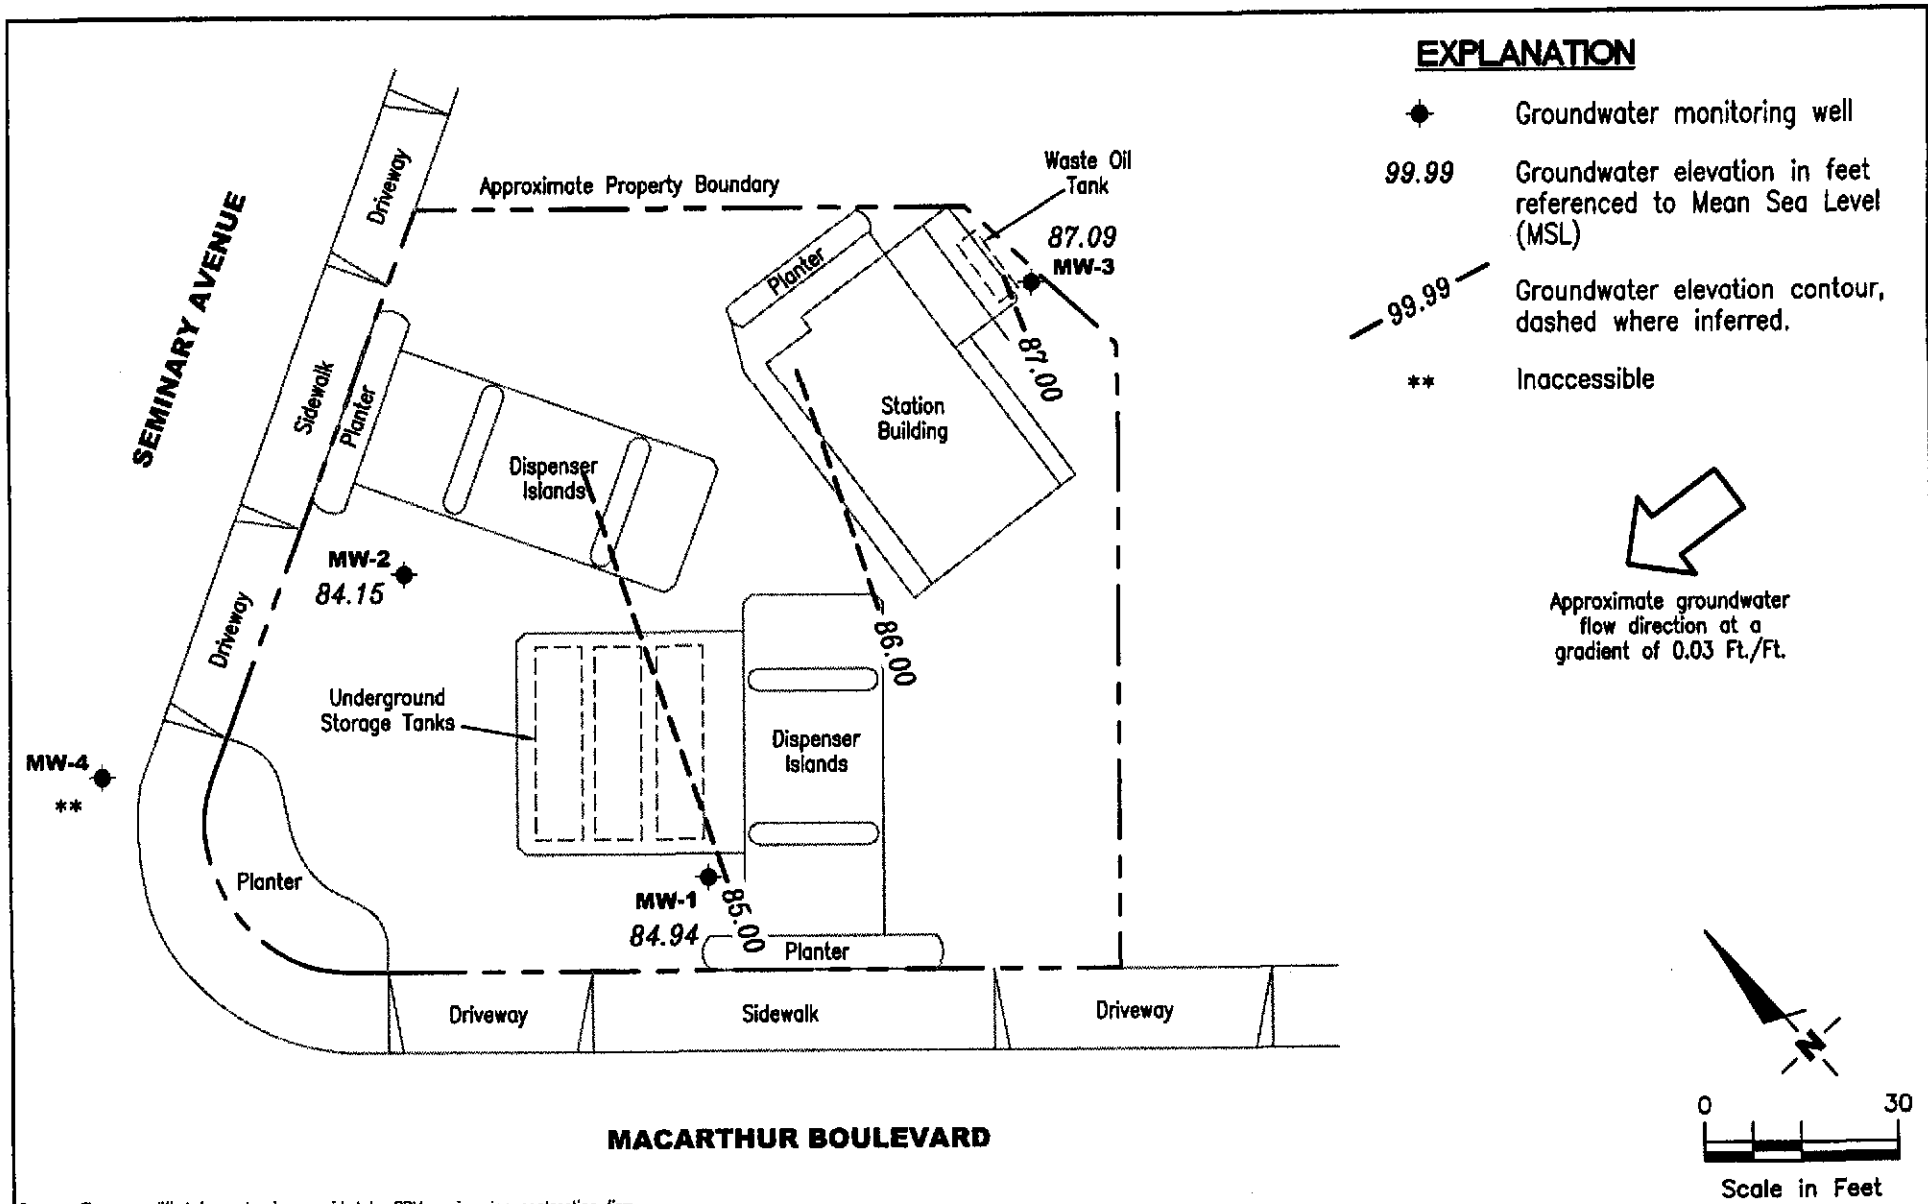 EXPLANATION
Groundwater monitoring well
99.99
Groundwater elevation in feet
referenced to Mean Sea Level
(MSL)
99.99
Groundwater elevation contour,
dashed where inferred.
**
Inaccessible
Approximate groundwater
flow direction at a
gradient of 0.03 Ft./Ft.
N
0 30
Scale in Feet
SEMINARY AVENUE
Driveway
Approximate Property Boundary
Waste Oil
Tank
87.09
MW-3
Planter
87.00
Sidewalk
Planter
Station
Building
Dispenser
Islands
MW-2
84.15
Driveway
86.00
Underground
Storage Tanks
Dispenser
Islands
MW-4
**
Planter
MW-1
84.94
85.00
Planter
Driveway
Sidewalk
Driveway
MACARTHUR BOULEVARD